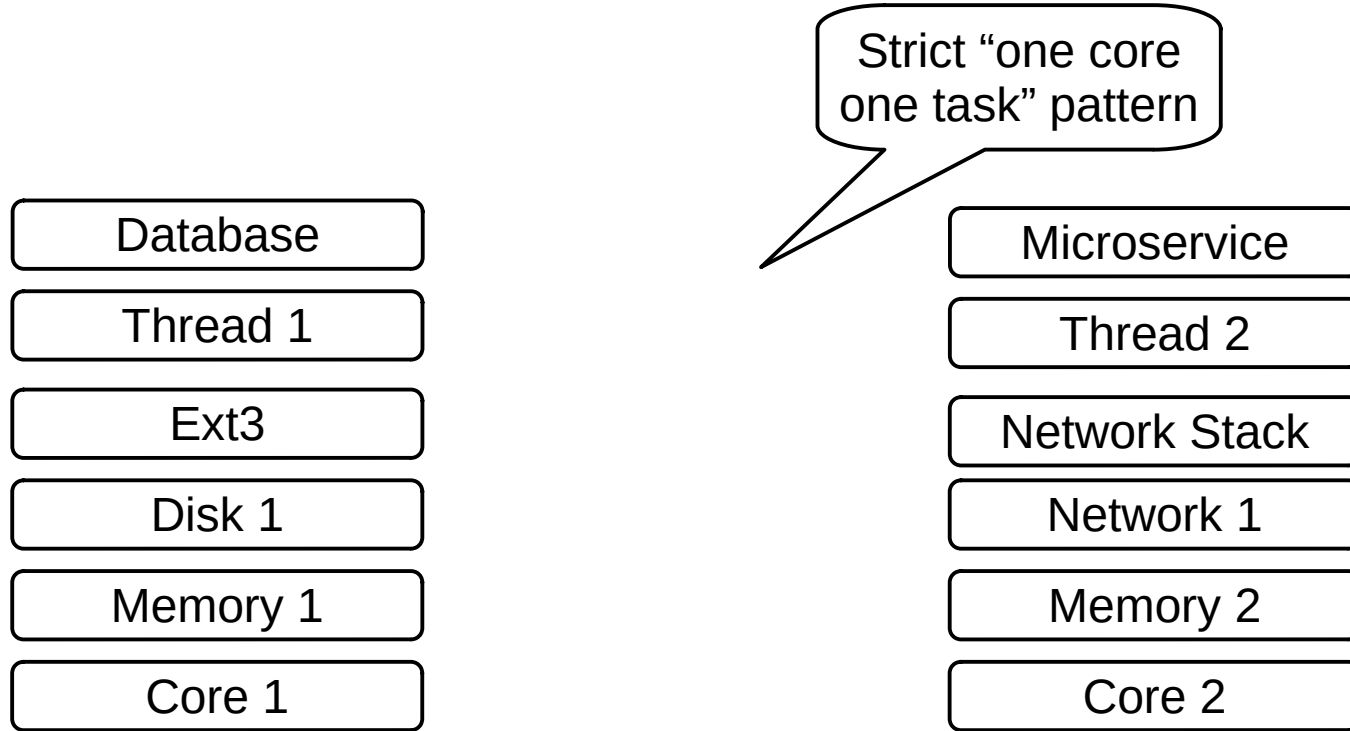 Strict “one core
one task” pattern
Database
Thread 1
Ext3
Disk 1
Memory 1
Core 1
Microservice
Thread 2
Network Stack
Network 1
Memory 2
Core 2